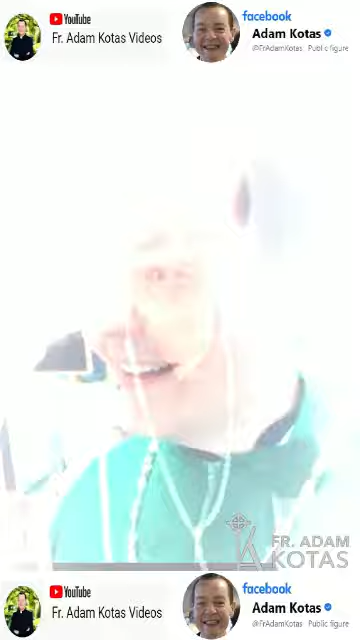 YouTube
Fr. Adam Kotas Videos
facebook
Adam Kotas
@FrAdamKotas · Public figure
FR. ADAM
KOTAS
YouTube
Fr. Adam Kotas Videos
facebook
Adam Kotas
@FrAdamKotas · Public figure